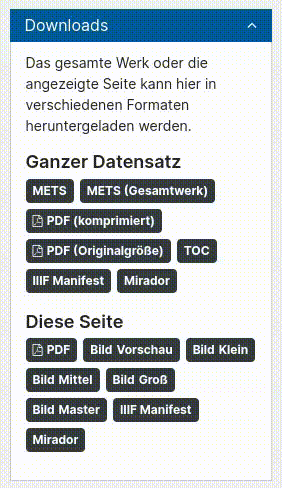 Downloads
Das gesamte Werk oder die
angezeigte Seite kann hier in
verschiedenen Formaten
heruntergeladen werden.
Ganzer Datensatz
METS METS (Gesamtwerk)
PDF (komprimiert)
PDF (Originalgröße) TOC
IIIF Manifest Mirador
Diese Seite
PDF Bild Vorschau Bild Klein
Bild Mittel Bild Groß
Bild Master IIIF Manifest
Mirador